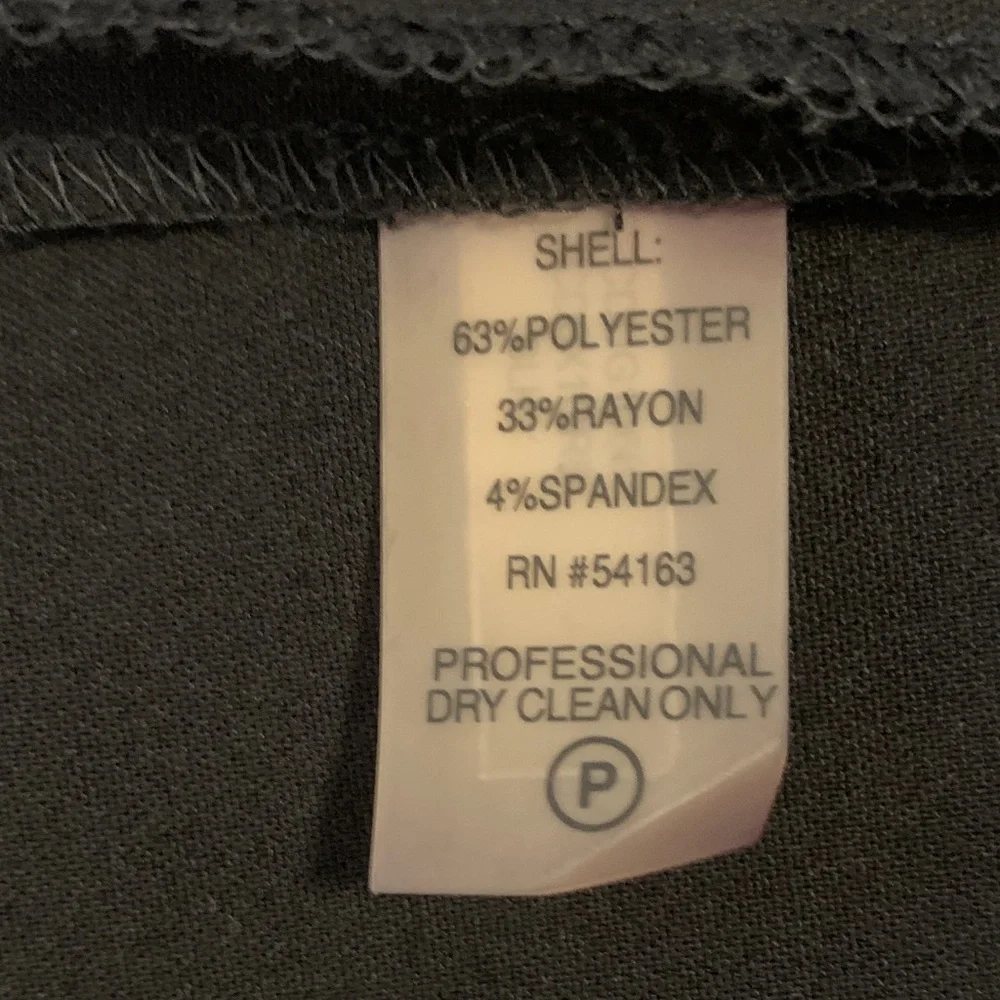 SHELL:
63%POLYESTER
33%RAYON
4%SPANDEX
RN #54163
PROFESSIONAL
DRY CLEAN ONLY
P